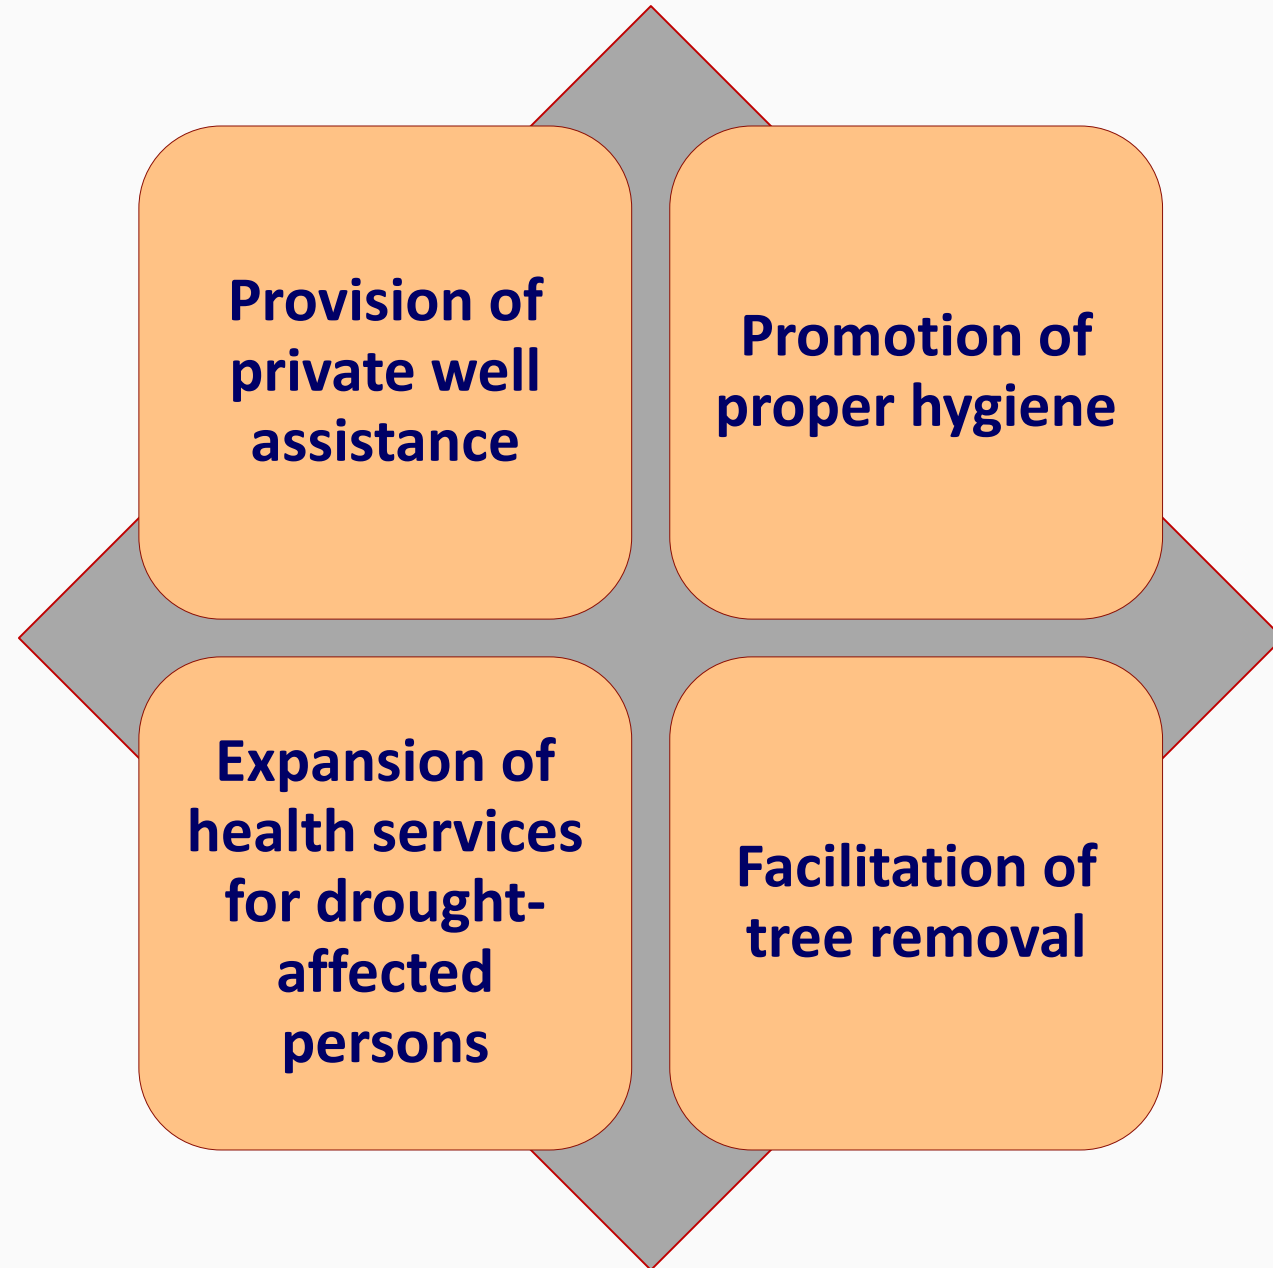 Provision of
private well
assistance
Promotion of
proper hygiene
Expansion of
health services
for drought-
affected
persons
Facilitation of
tree removal